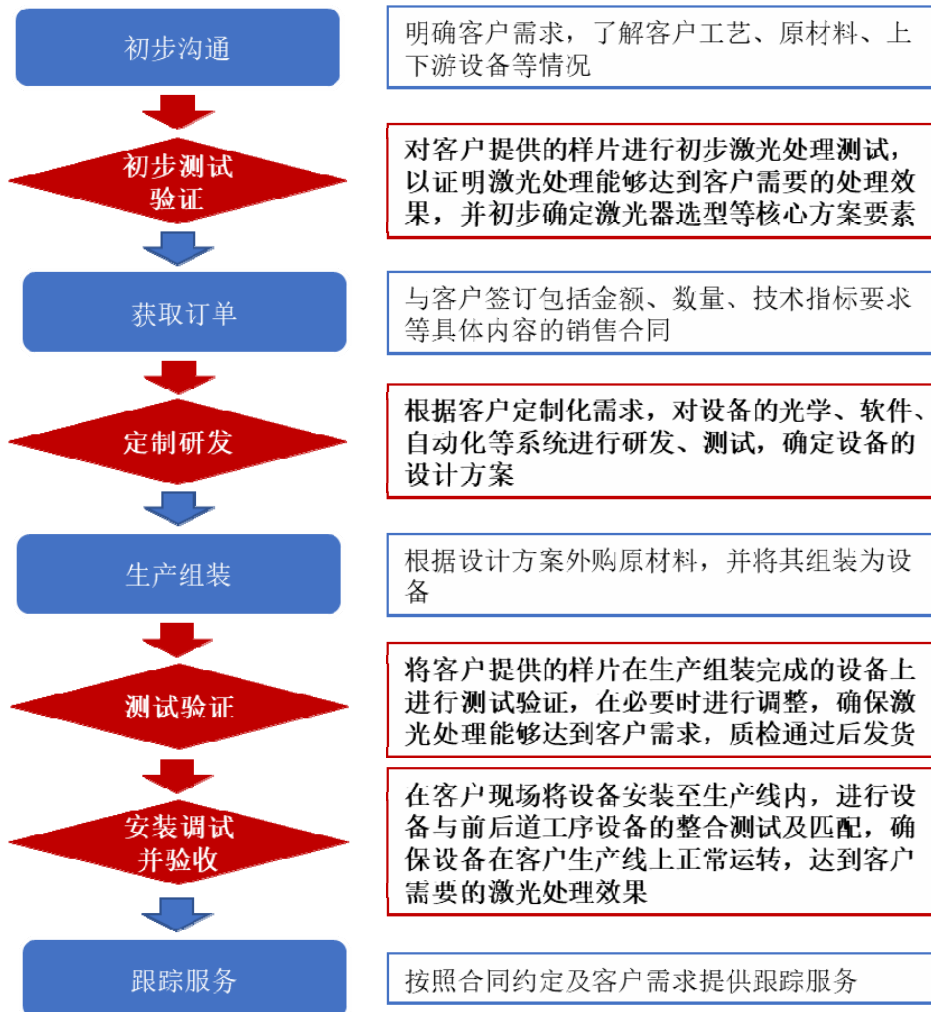 初步沟通
明确客户需求，了解客户工艺、原材料、上
下游设备等情况
初步测试
验证
对客户提供的样片进行初步激光处理测试，
以证明激光处理能够达到客户需要的处理效
果，并初步确定激光器选型等核心方案要素
获取订单
与客户签订包括金额、数量、技术指标要求
等具体内容的销售合同
定制研发
根据客户定制化需求，对设备的光学、软件、
自动化等系统进行研发、测试，确定设备的
设计方案
生产组装
根据设计方案外购原材料，并将其组装为设
备
测试验证
将客户提供的样片在生产组装完成的设备上
进行测试验证，在必要时进行调整，确保激
光处理能够达到客户需求，质检通过后发货
安装调试
并验收
在客户现场将设备安装至生产线内，进行设
备与前后道工序设备的整合测试及匹配，确
保设备在客户生产线上正常运转，达到客户
需要的激光处理效果
跟踪服务
按照合同约定及客户需求提供跟踪服务